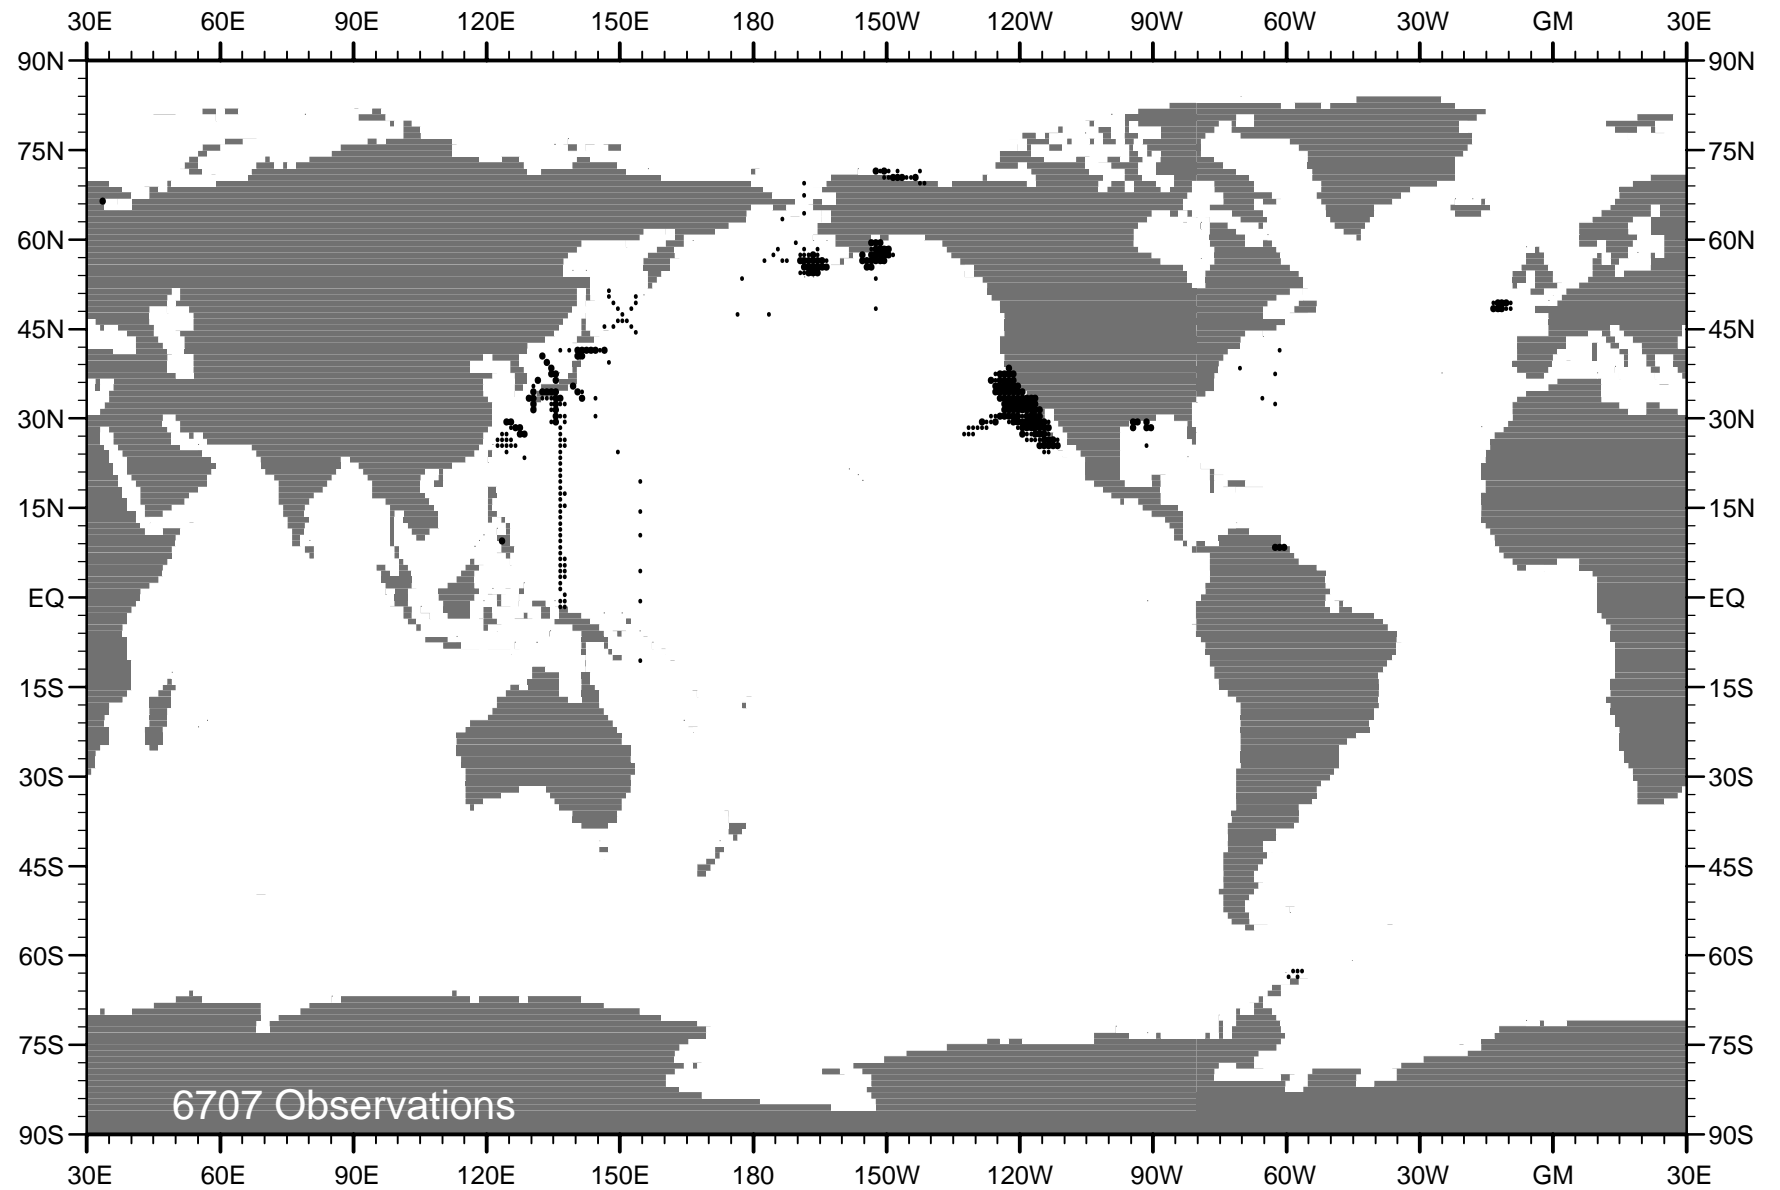 30E 60E 90E 120E 150E 180 150W 120W 90W 60W 30W GM 30E
90N 90N
75N 75N
60N 60N
45N 45N
30N 30N
15N 15N
EQ EQ
15S 15S
30S 30S
45S 45S
60S 60S
75S 75S
6707 Observations
90S 90S
30E 60E 90E 120E 150E 180 150W 120W 90W 60W 30W GM 30E